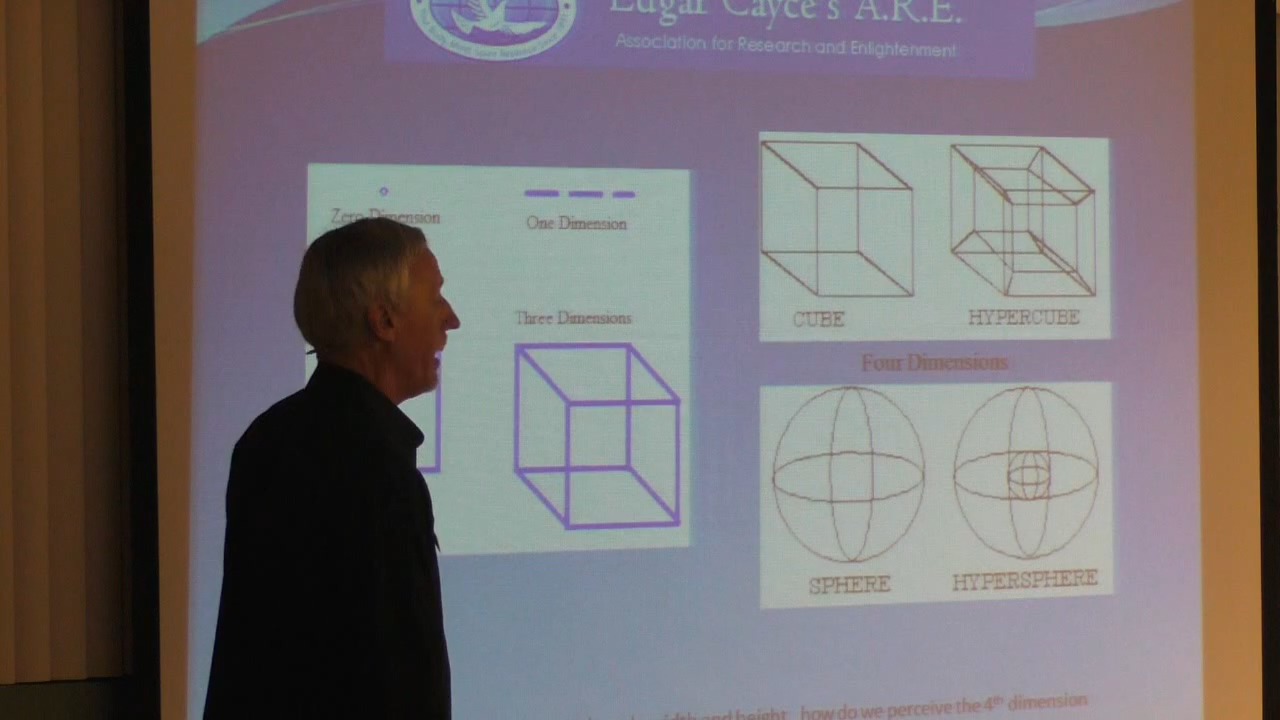 Edgar Cayce's A.R.E.
Association for Research and Enlightenment
Zero Dimension
One Dimension
Three Dimensions
CUBE
HYPERCUBE
Four Dimensions
SPHERE
HYPERSPHERE
width and height, how do we perceive the 4th dimension